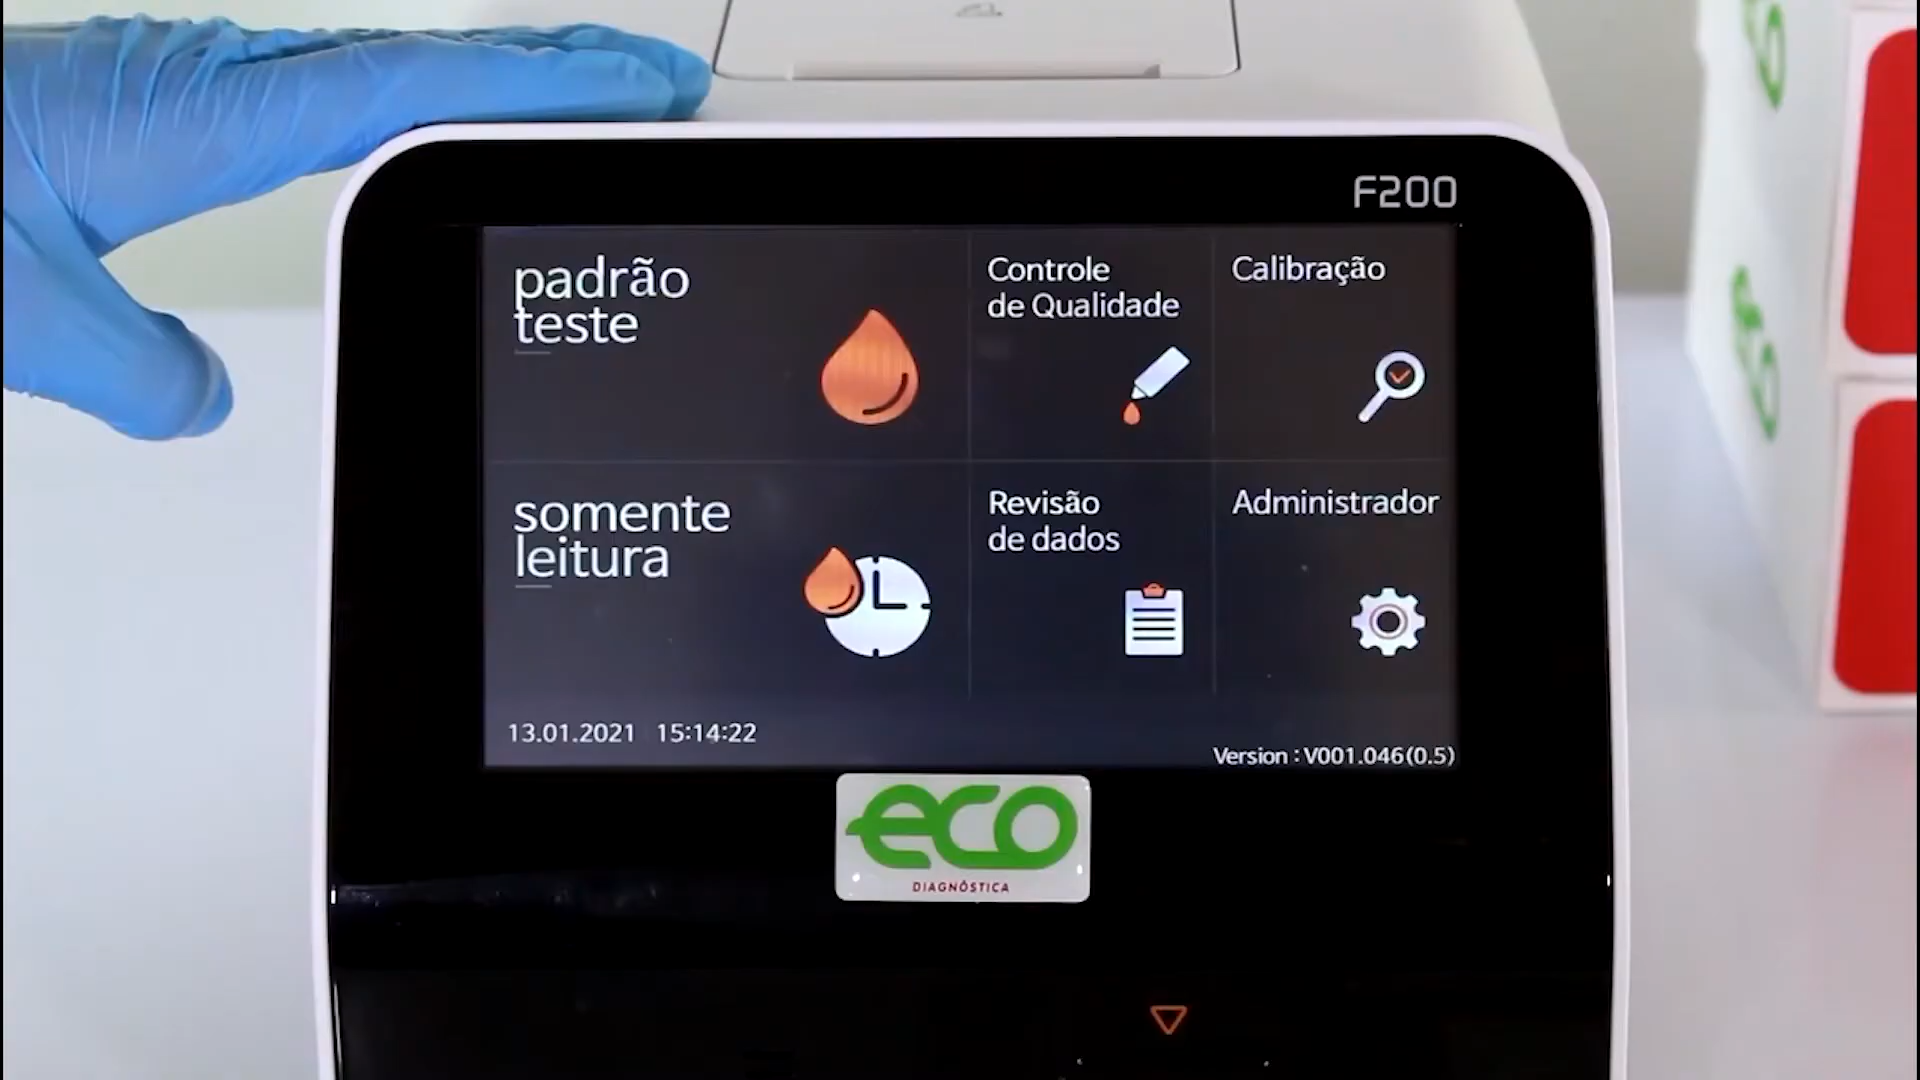 F200
padrão
teste
Controle
de Qualidade
Calibração
somente
leitura
Revisão
de dados
Administrador
13.01.2021 15:14:22
Version : V001.046(0.5)
eco
DIAGNÓSTICA